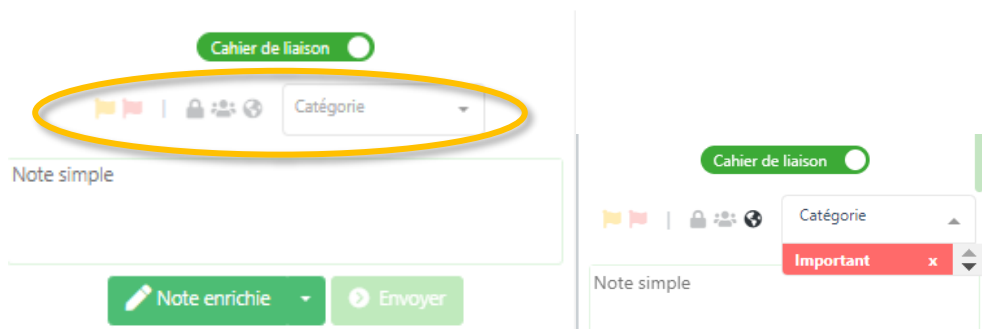 Cahier de liaison
Catégorie
Note simple
Note enrichie
Envoyer
Cahier de liaison
Catégorie
Important x
Note simple